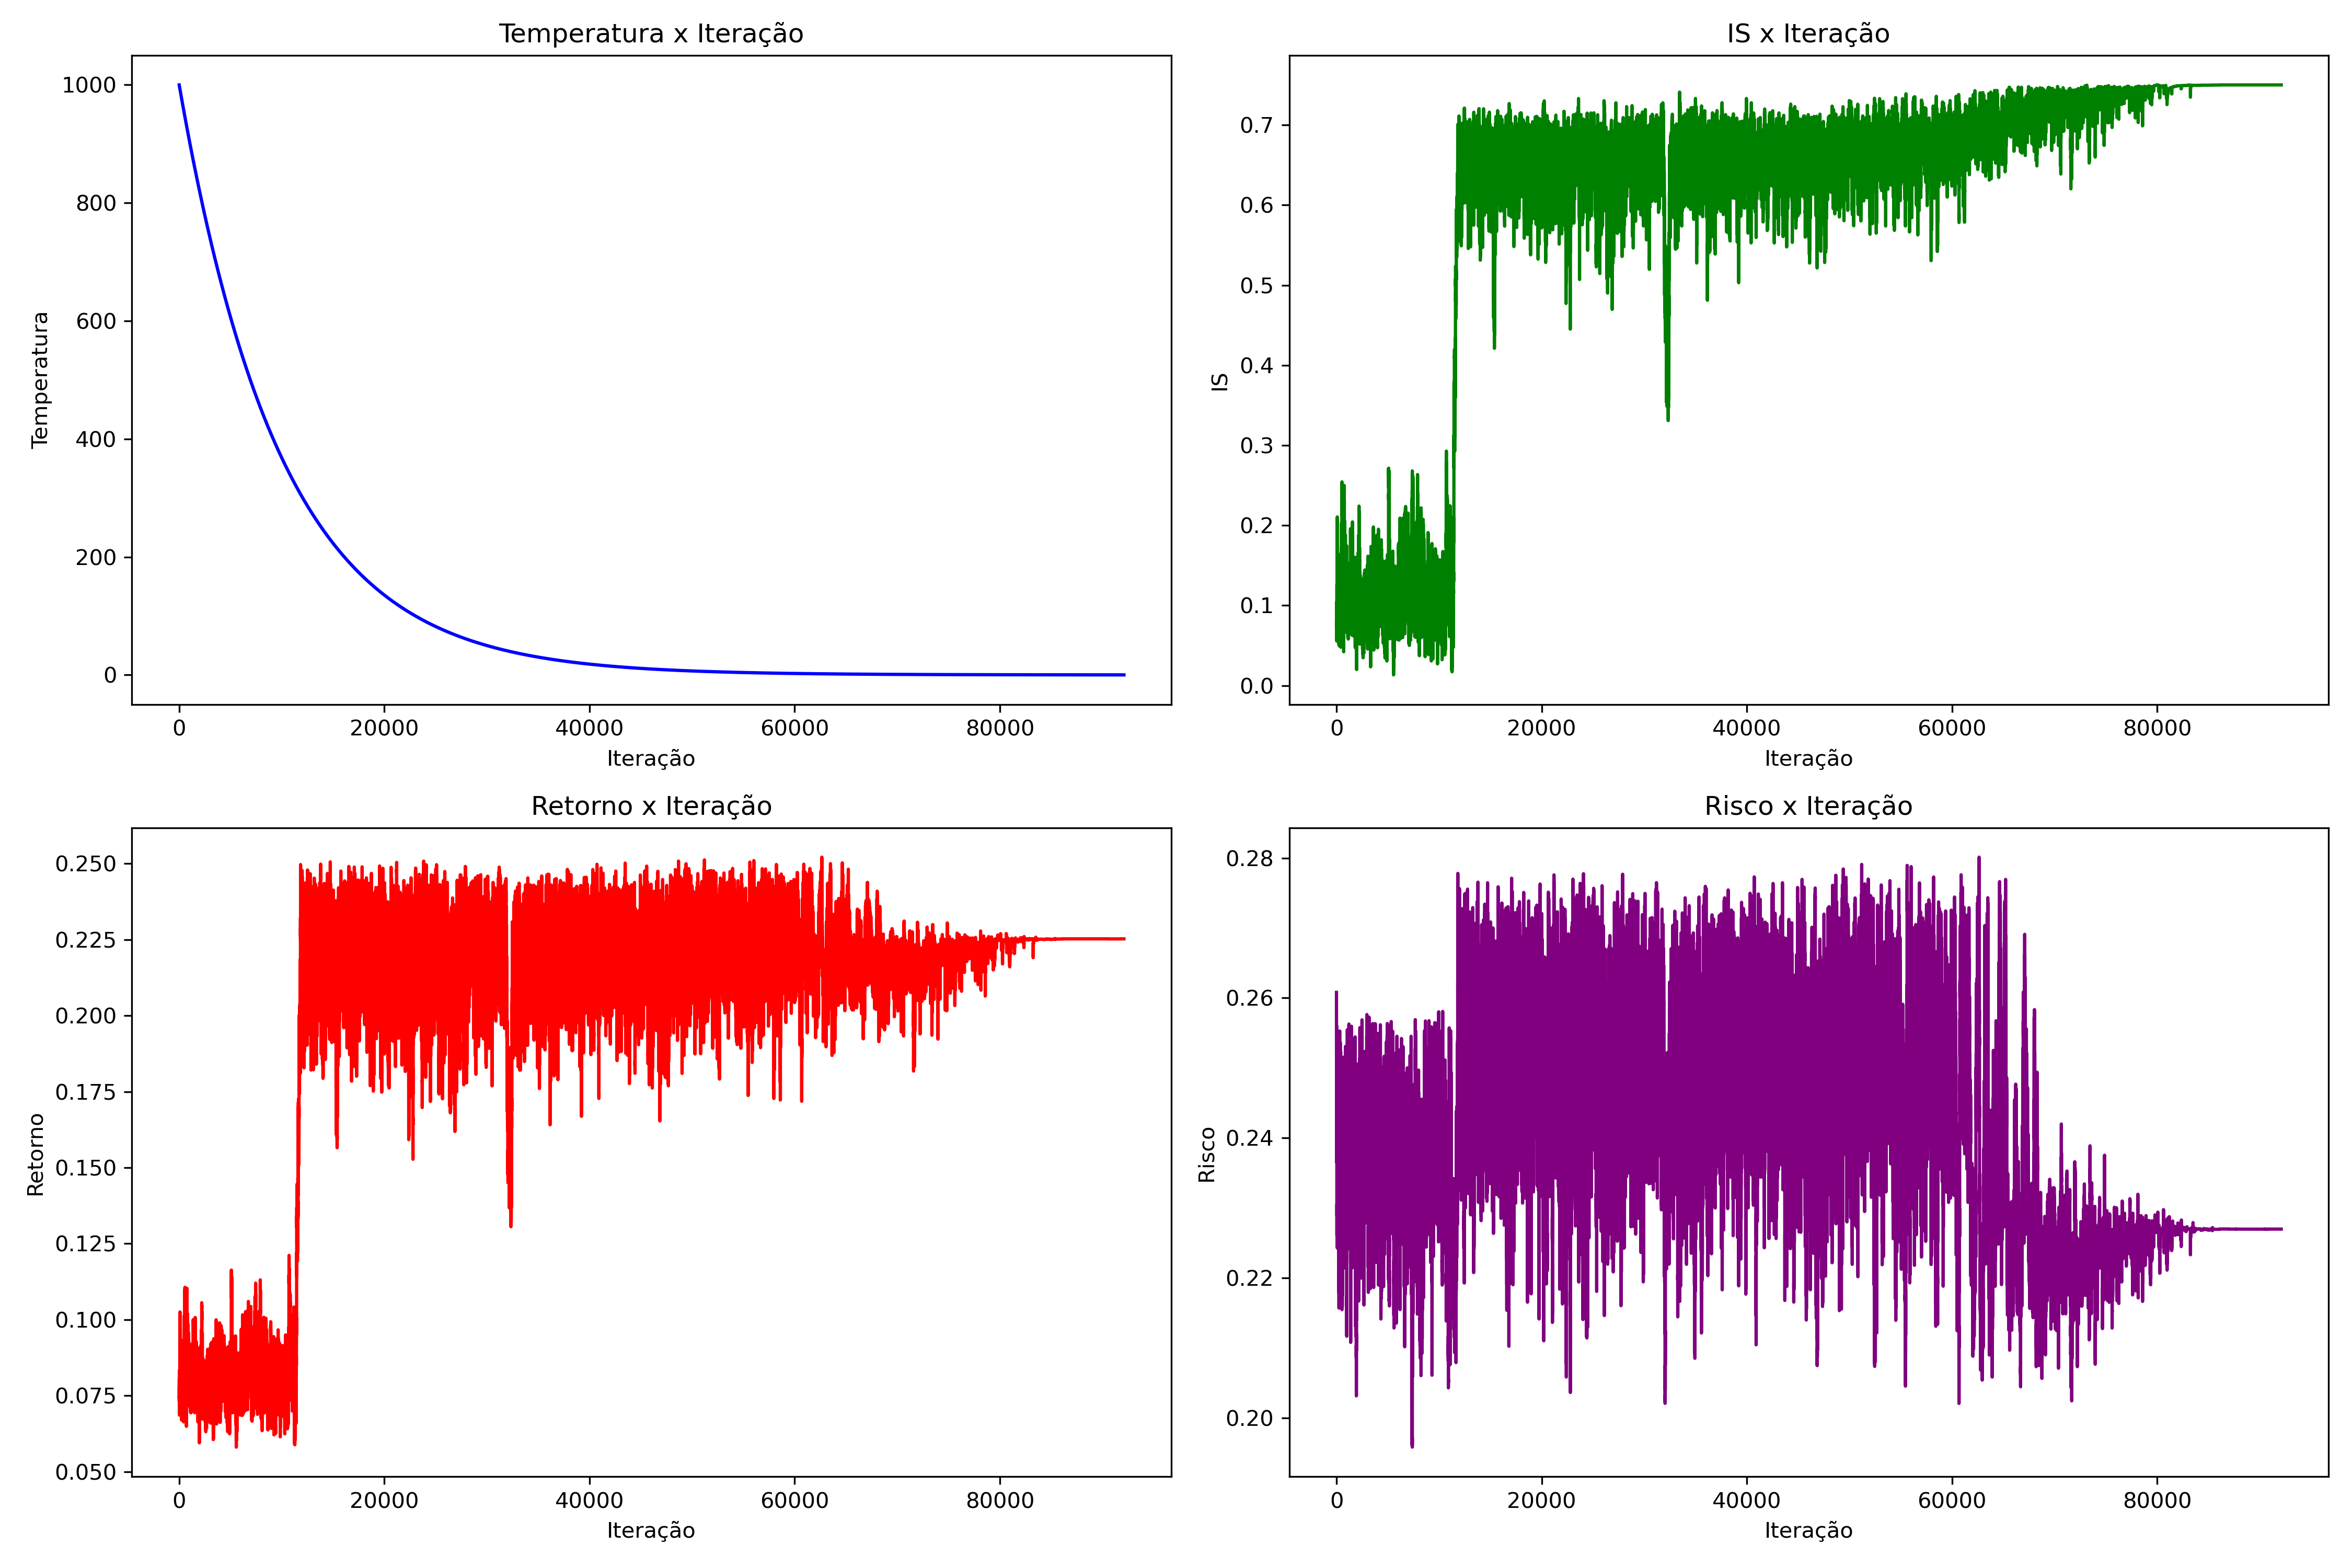 Temperatura x Iteração
1000
800
600
400
200
0
Temperatura
0 20000 40000 60000 80000
Iteração
IS x Iteração
0.7
0.6
0.5
0.4
0.3
0.2
0.1
0.0
IS
0 20000 40000 60000 80000
Iteração
Retorno x Iteração
0.250
0.225
0.200
0.175
0.150
0.125
0.100
0.075
0.050
Retorno
0 20000 40000 60000 80000
Iteração
Risco x Iteração
0.28
0.26
0.24
0.22
0.20
Risco
0 20000 40000 60000 80000
Iteração